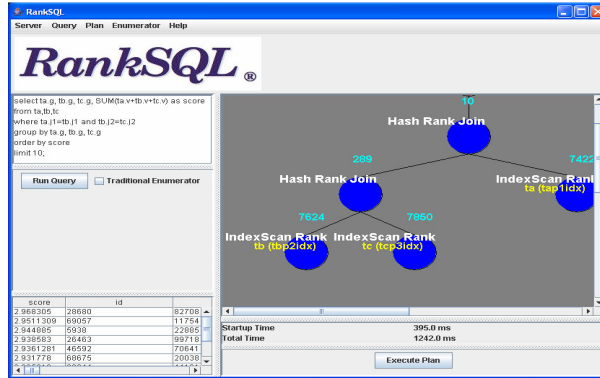 RankSQL
Server Query Plan Enumerator Help
RankSQL ®
select ta.g, tb.g, tc.g, SUM(ta.v+tb.v+tc.v) as score
from ta,tb,tc
where ta.j1=tb.j1 and tb.j2=tc.j2
group by ta.g, tb.g, tc.g
order by score
limit 10;
Run Query
Traditional Enumerator
10
Hash Rank Join
289
7422
Hash Rank Join
IndexScan Rank
ta (tap1idx)
7624
7850
IndexScan Rank
IndexScan Rank
tb (tbp2idx)
tc (tcp3idx)
score id
2.968305 28680 82708
2.9511309 69057 11754
2.944885 5938 22885
2.938583 26463 99718
2.9361281 46592 70641
2.931778 68675 20038
Startup Time 395.0 ms
Total Time 1242.0 ms
Execute Plan